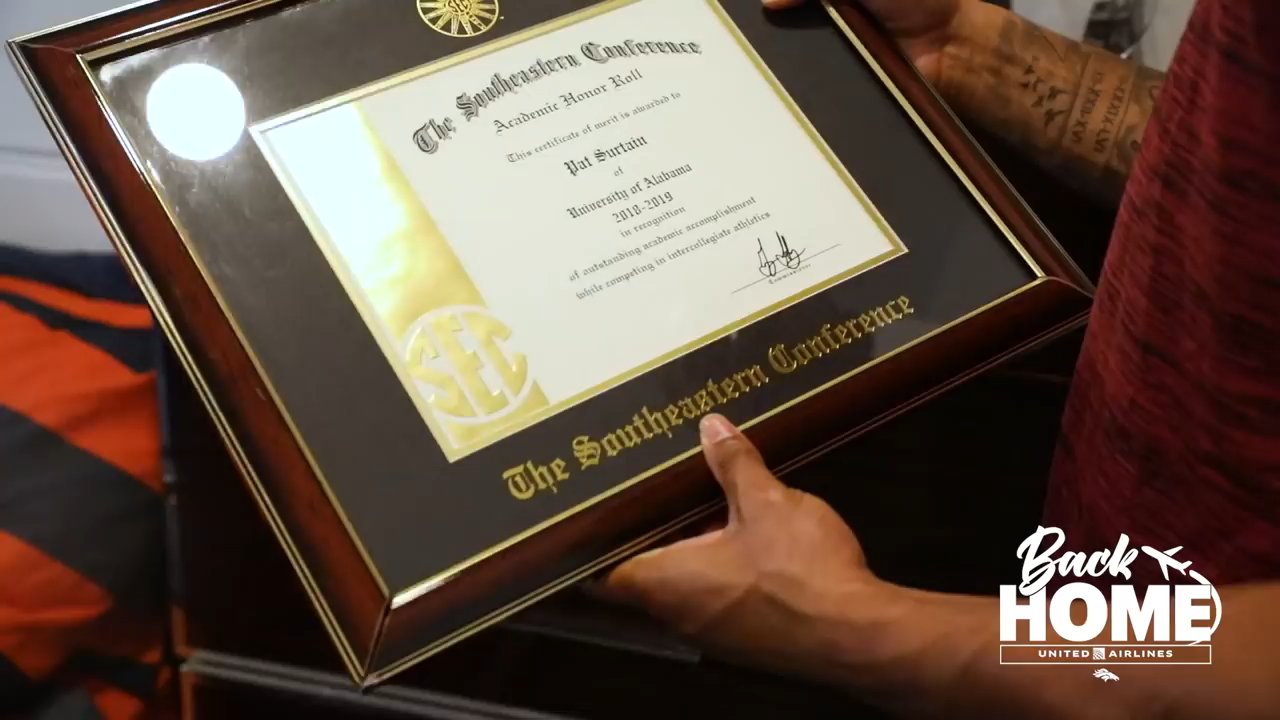 SEC
The Southeastern Conference
Academic Honor Roll
This certificate of merit is awarded to
Pat Surtain
of
University of Alabama
2018-2019
in recognition
of outstanding academic accomplishment
while competing in intercollegiate athletics
Commissioner
SEC
The Southeastern Conference
Back
HOME
UNITED AIRLINES